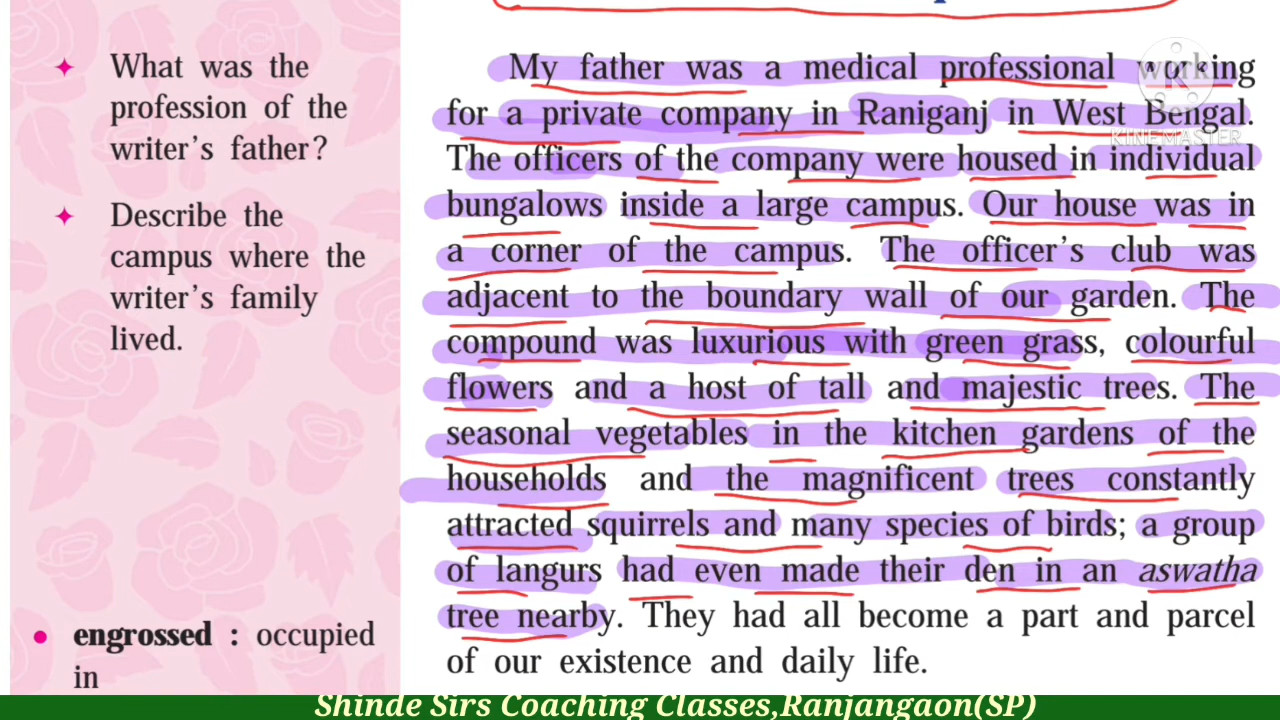 What was the
profession of the
writer's father?
Describe the
campus where the
writer's family
lived.
engrossed : occupied
in
My father was a medical professional working
for a private company in Raniganj in West Bengal.
The officers of the company were housed in individual
bungalows inside a large campus. Our house was in
a corner of the campus. The officer's club was
adjacent to the boundary wall of our garden. The
compound was luxurious with green grass, colourful
flowers and a host of tall and majestic trees. The
seasonal vegetables in the kitchen gardens of the
households and the magnificent trees constantly
attracted squirrels and many species of birds; a group
of langurs had even made their den in an aswatha
tree nearby. They had all become a part and parcel
of our existence and daily life.
K
KINEMASTER
Shinde Sirs Coaching Classes,Ranjangaon(SP)